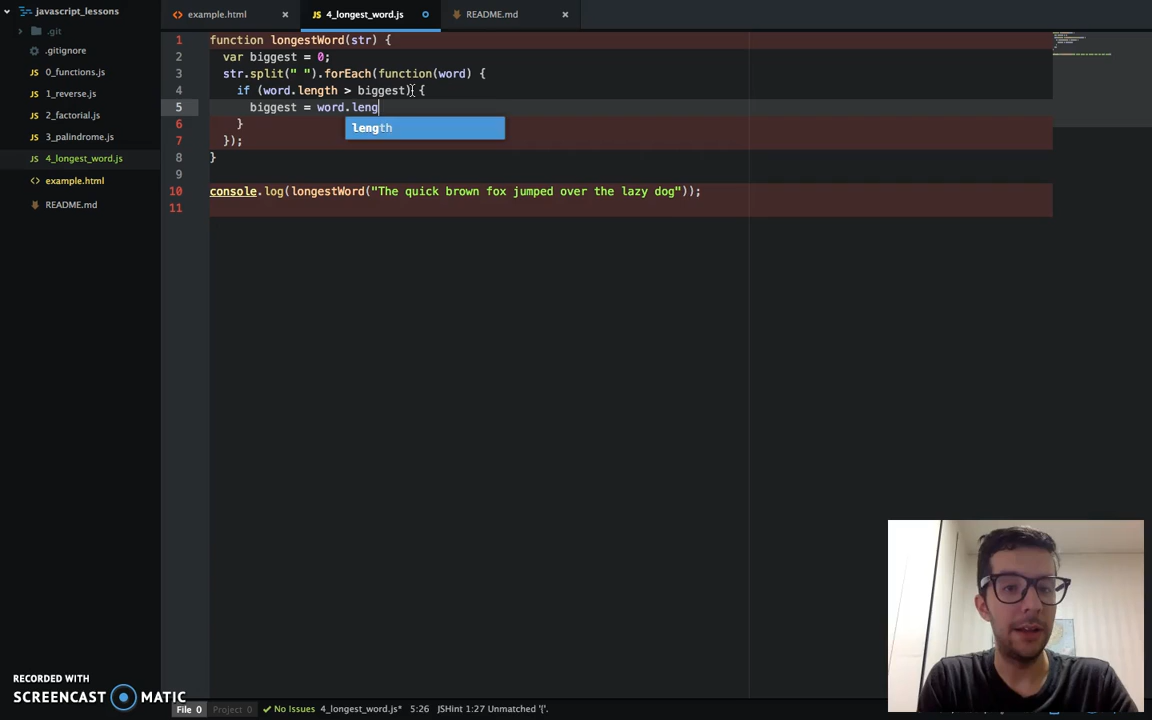 javascript_lessons
.git
.gitignore
0_functions.js
1_reverse.js
2_factorial.js
3_palindrome.js
4_longest_word.js
example.html
README.md
example.html
4_longest_word.js
README.md
1 function longestWord(str) {
2 var biggest = 0;
3 str.split(" ").forEach(function(word) {
4 if (word.length > biggest) {
5 biggest = word.leng
length
6 }
7 });
8 }
9
10 console.log(longestWord("The quick brown fox jumped over the lazy dog"));
11
RECORDED WITH
SCREENCAST MATIC
File 0 Project 0 No Issues 4_longest_word.js* 5:26 JSHint 1:27 Unmatched '{'.